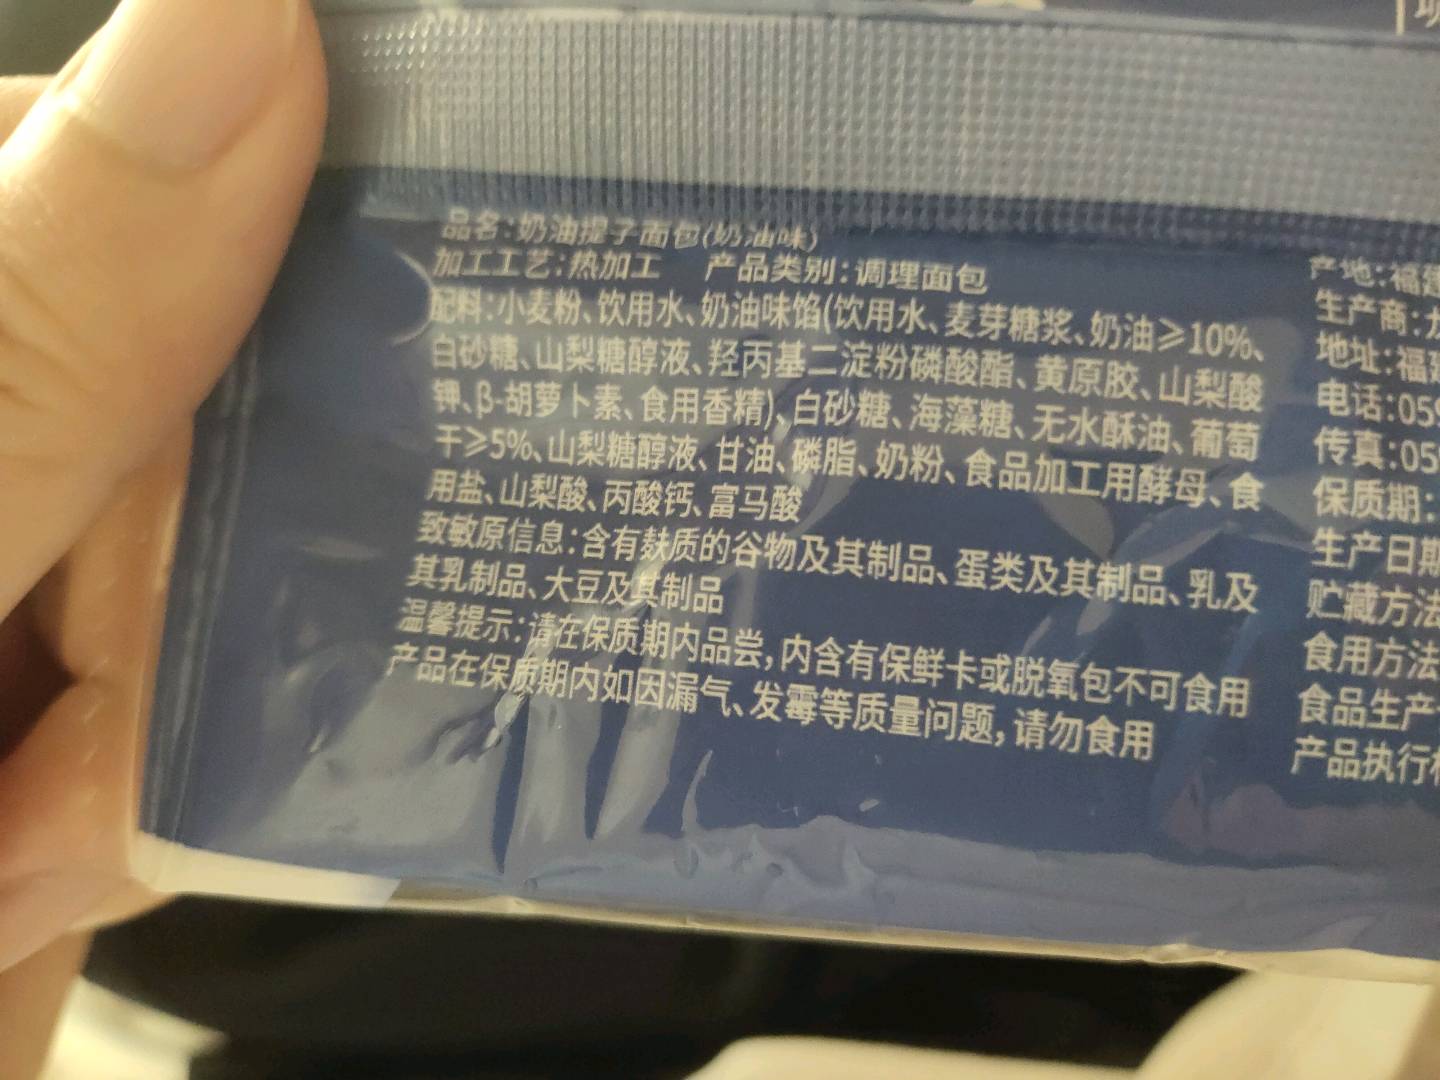 品名:奶油提子面包(奶油味)
加工工艺:热加工 产品类别:调理面包
配料:小麦粉、饮用水、奶油味馅(饮用水、麦芽糖浆、奶油≥10%、
白砂糖、山梨糖醇液、羟丙基二淀粉磷酸酯、黄原胶、山梨酸
钾、β-胡萝卜素、食用香精)、白砂糖、海藻糖、无水酥油、葡萄
干≥5%、山梨糖醇液、甘油、磷脂、奶粉、食品加工用酵母、食
用盐、山梨酸、丙酸钙、富马酸
致敏原信息:含有麸质的谷物及其制品、蛋类及其制品、乳及
其乳制品、大豆及其制品
温馨提示:请在保质期内品尝,内含有保鲜卡或脱氧包不可食用
产品在保质期内如因漏气、发霉等质量问题,请勿食用
产地:福建
生产商:
地址:福建
电话:059
传真:059
保质期:
生产日期
贮藏方法
食用方法
食品生产
产品执行